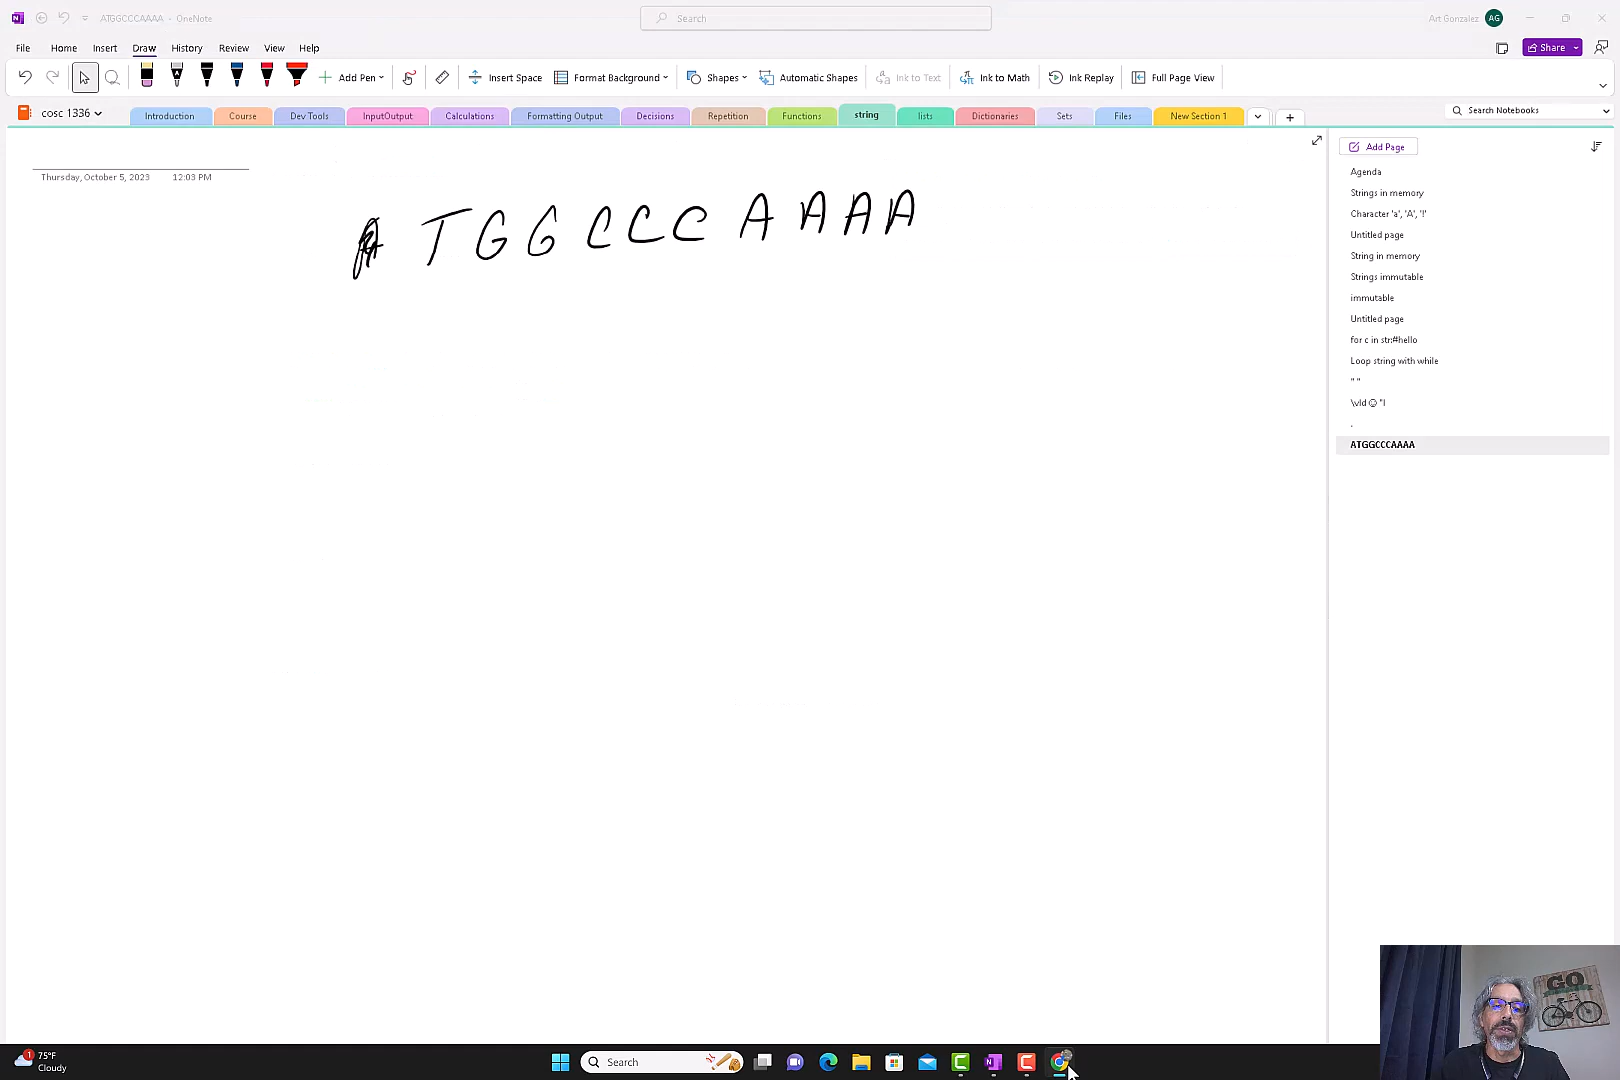 ATGGCCCAAAA - OneNote
Search
Art Gonzalez AG
File Home Insert Draw History Review View Help
Share
Add Pen Insert Space Format Background Shapes Automatic Shapes Ink to Text Ink to Math Ink Replay Full Page View
cosc 1336 Introduction Course Dev Tools InputOutput Calculations Formatting Output Decisions Repetition Functions string lists Dictionaries Sets Files New Section 1
Search Notebooks
Thursday, October 5, 2023 12:03 PM
A T G G C C C A A A A
Add Page
Agenda
Strings in memory
Character 'a', 'A', '!'
Untitled page
String in memory
Strings immutable
immutable
Untitled page
for c in str:#hello
Loop string with while
" "
.
ATGGCCCAAAA
GO
1
75°F
Cloudy
Search